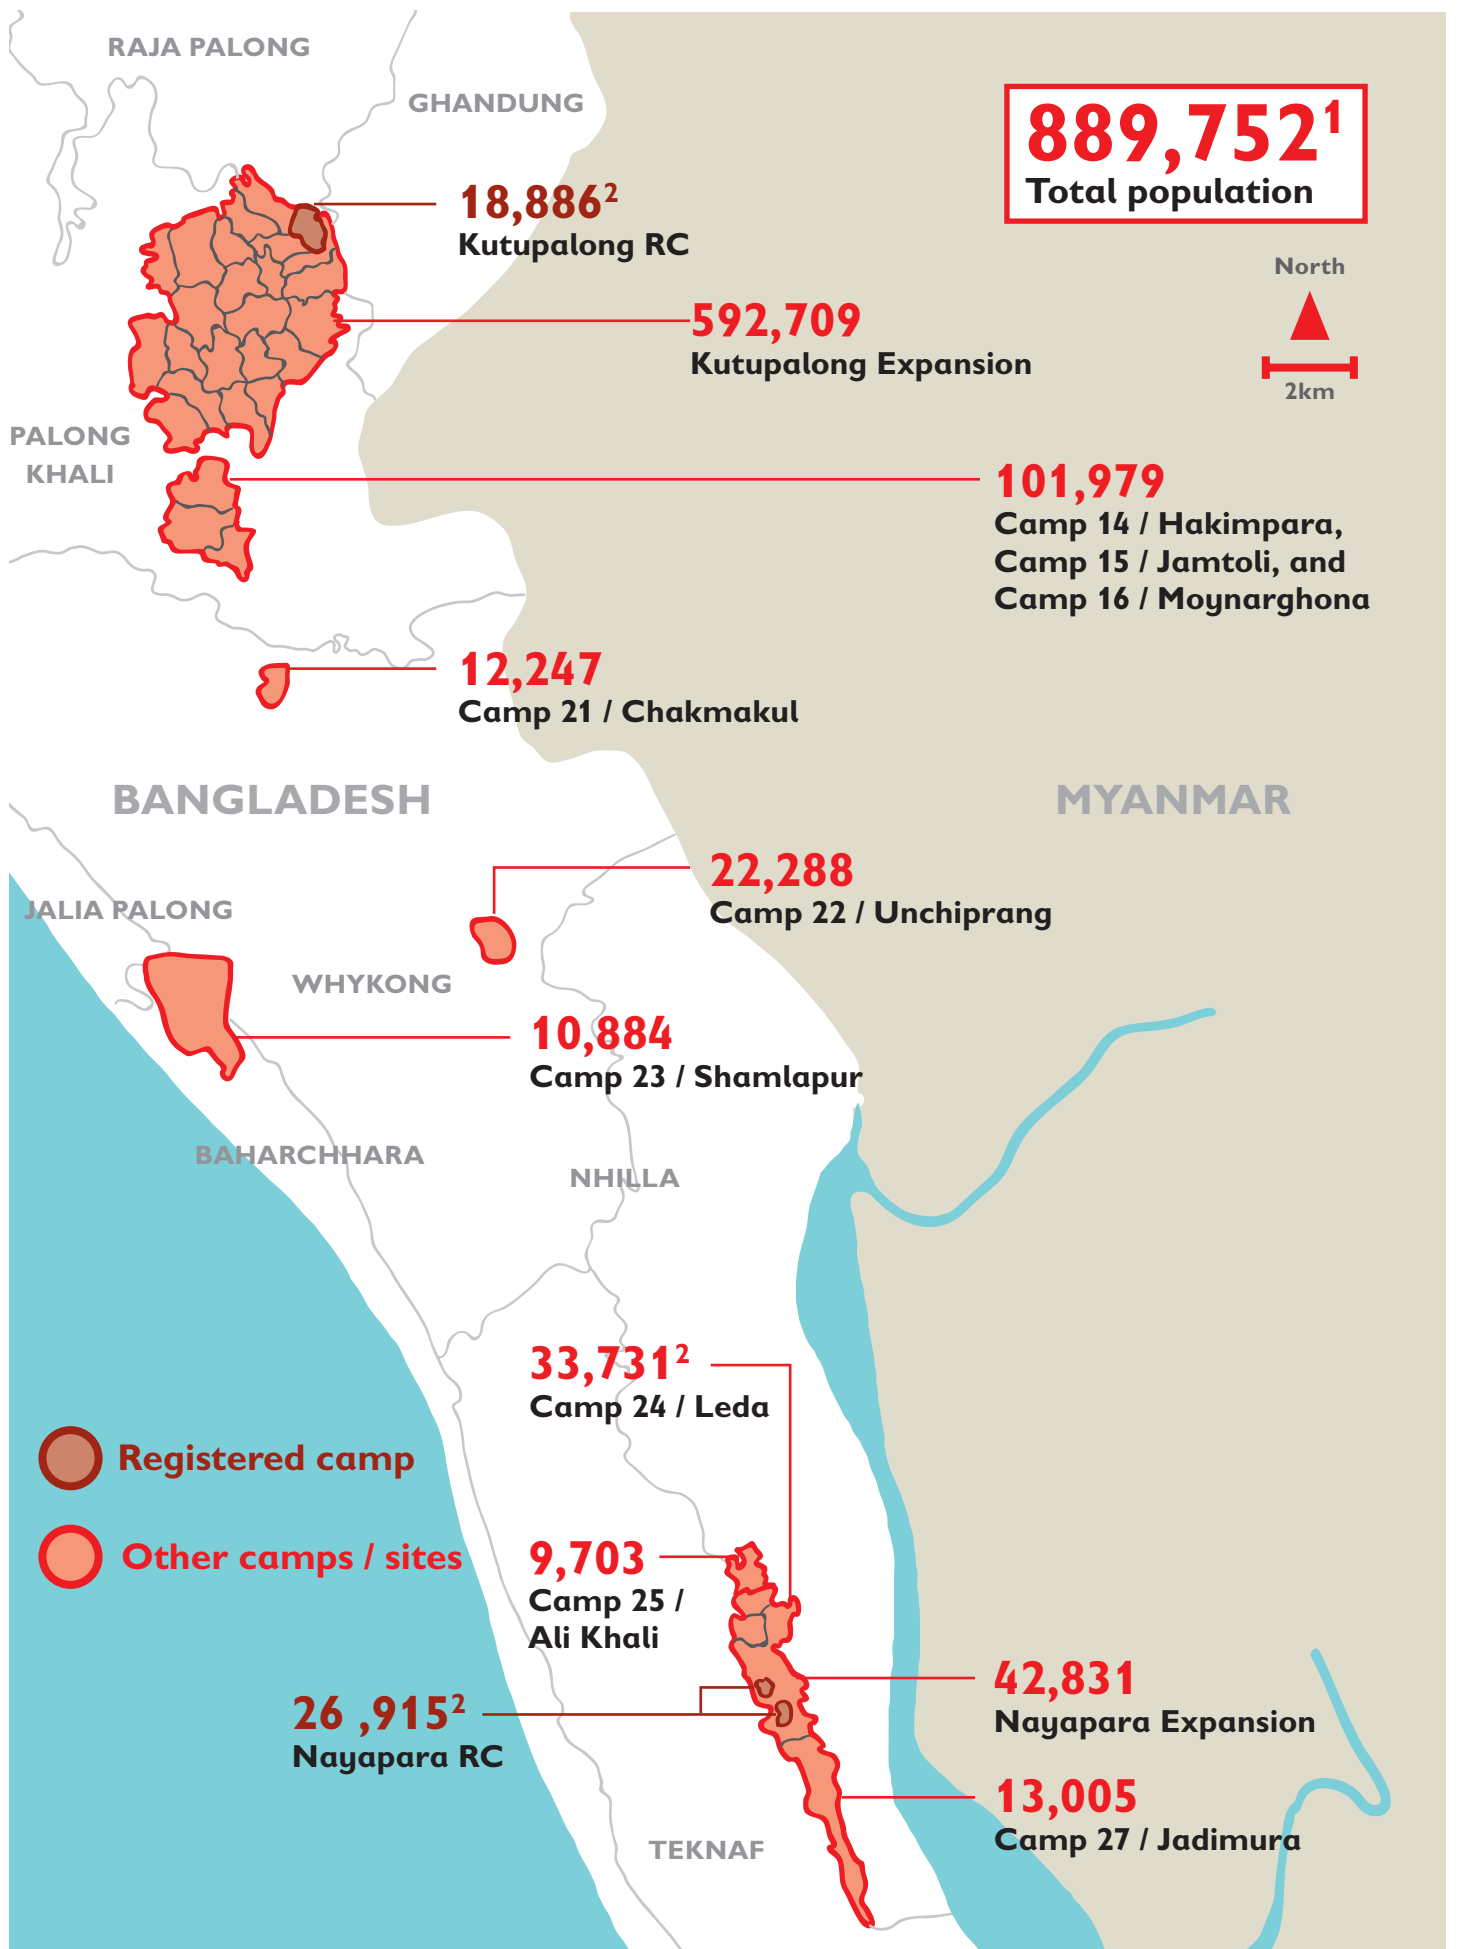 RAJA PALONG
GHANDUNG
889,752¹
Total population
18,886²
Kutupalong RC
North
2km
592,709
Kutupalong Expansion
PALONG
KHALI
101,979
Camp 14 / Hakimpara,
Camp 15 / Jamtoli, and
Camp 16 / Moynarghona
12,247
Camp 21 / Chakmakul
BANGLADESH
MYANMAR
22,288
Camp 22 / Unchiprang
JALIA PALONG
WHYKONG
10,884
Camp 23 / Shamlapur
BAHARCHHARA
NHILLA
33,731²
Camp 24 / Leda
Registered camp
Other camps / sites
9,703
Camp 25 /
Ali Khali
42,831
Nayapara Expansion
26 ,915²
Nayapara RC
13,005
Camp 27 / Jadimura
TEKNAF